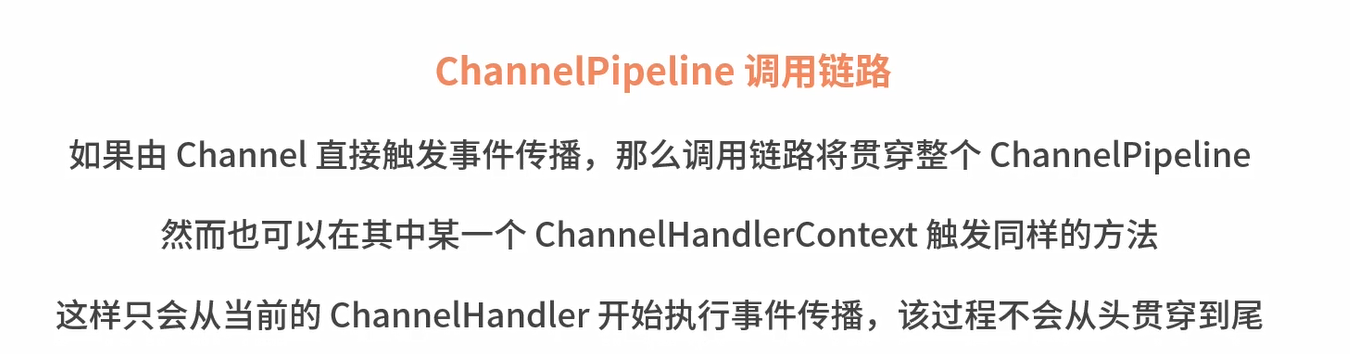 ChannelPipeline 调用链路
如果由 Channel 直接触发事件传播，那么调用链路将贯穿整个 ChannelPipeline
然而也可以在其中某一个 ChannelHandlerContext 触发同样的方法
这样只会从当前的 ChannelHandler 开始执行事件传播，该过程不会从头贯穿到尾